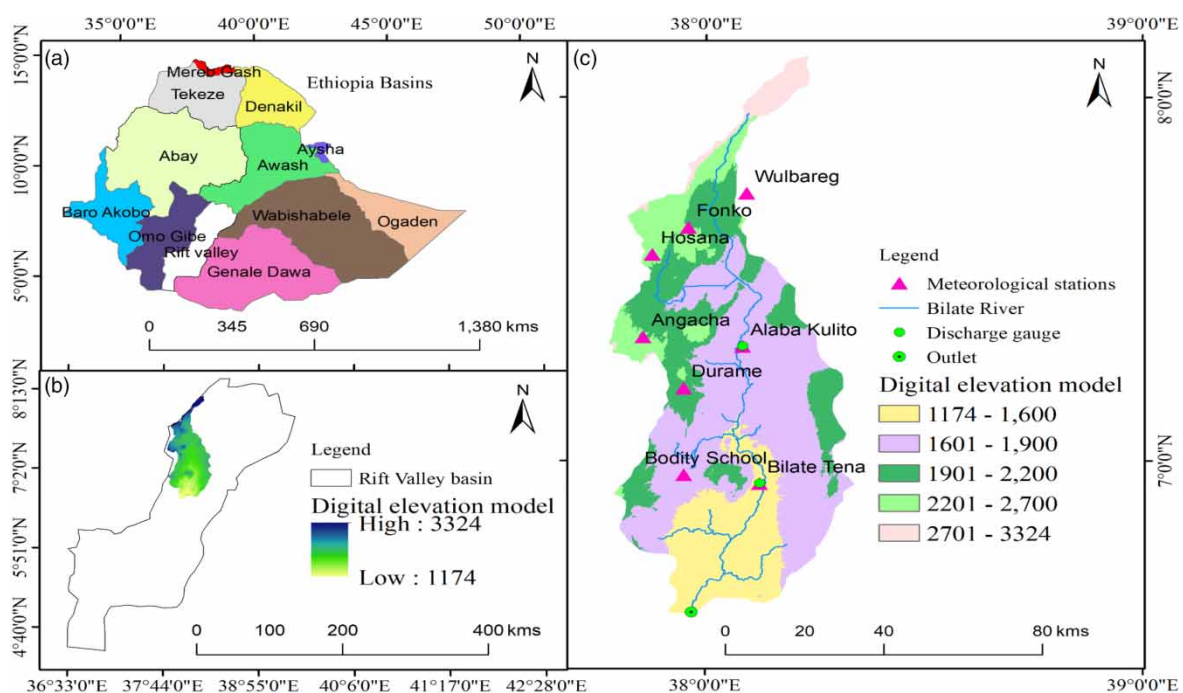 35°0'0"E 40°0'0"E 45°0'0"E 50°0'0"E
38°0'0"E 39°0'0"E
(a)
15°0'0"N
10°0'0"N
5°0'0"N
Ethiopia Basins
N
Mereb Gash
Tekeze
Denakil
Aysha
Abay
Awash
Baro Akobo
Wabishabele
Ogaden
Omo Gibe
Rift valley
Genale Dawa
0 345 690 1,380 kms
(b)
8°13'0"N
7°2'0"N
5°51'0"N
4°40'0"N
N
Legend
Rift Valley basin
Digital elevation model
High : 3324
Low : 1174
0 100 200 400 kms
36°33'0"E 37°44'0"E 38°55'0"E 40°6'0"E 41°17'0"E 42°28'0"E
(c)
N
8°0'0"N
7°0'0"N
Wulbareg
Fonko
Hosana
Angacha
Alaba Kulito
Durame
Bodity School
Bilate Tena
Legend
Meteorological stations
Bilate River
Discharge gauge
Outlet
Digital elevation model
1174 - 1,600
1601 - 1,900
1901 - 2,200
2201 - 2,700
2701 - 3324
0 20 40 80 kms
38°0'0"E 39°0'0"E